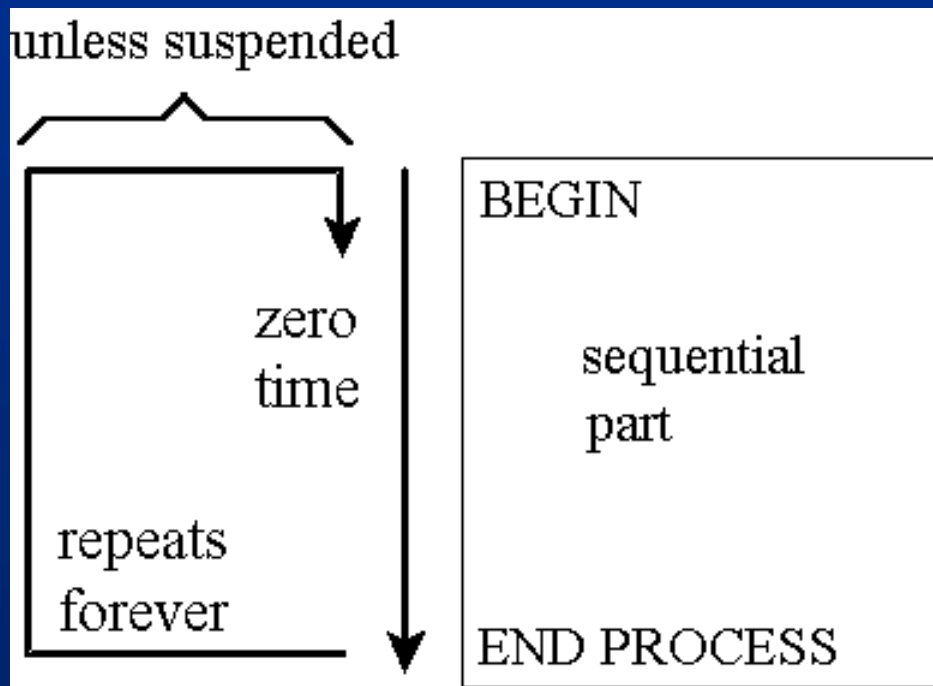 unless suspended
BEGIN
zero
time
sequential
part
repeats
forever
END PROCESS